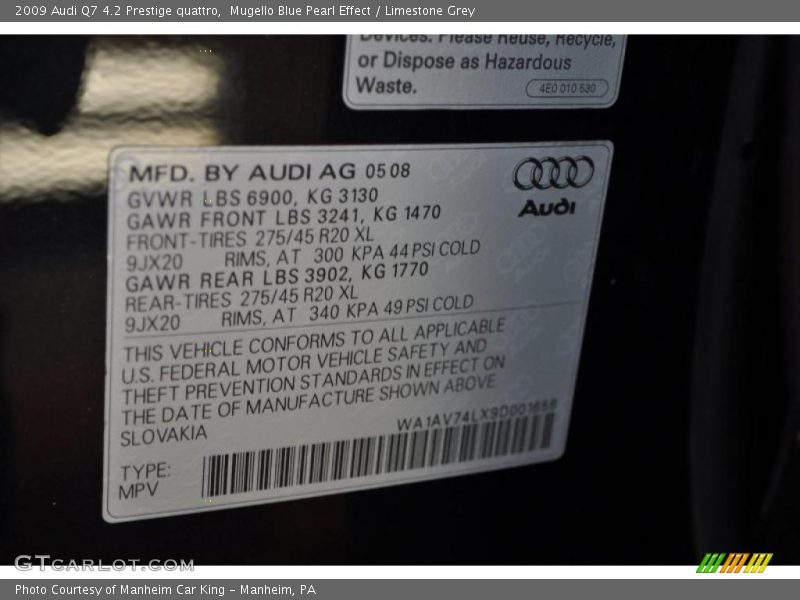 2009 Audi Q7 4.2 Prestige quattro,  Mugello Blue Pearl Effect / Limestone Grey
Devices. Please Reuse, Recycle,
or Dispose as Hazardous
Waste.
4E0 010 530
MFD. BY AUDI AG 05 08
GVWR LBS 6900, KG 3130
GAWR FRONT LBS 3241, KG 1470
FRONT-TIRES 275/45 R20 XL
9JX20 RIMS, AT 300 KPA 44 PSI COLD
GAWR REAR LBS 3902, KG 1770
REAR-TIRES 275/45 R20 XL
9JX20 RIMS, AT 340 KPA 49 PSI COLD
Audi
THIS VEHICLE CONFORMS TO ALL APPLICABLE
U.S. FEDERAL MOTOR VEHICLE SAFETY AND
THEFT PREVENTION STANDARDS IN EFFECT ON
THE DATE OF MANUFACTURE SHOWN ABOVE
SLOVAKIA
WA1AV74LX9D001658
TYPE:
MPV
GTCARLOT.COM
Photo Courtesy of Manheim Car King - Manheim, PA